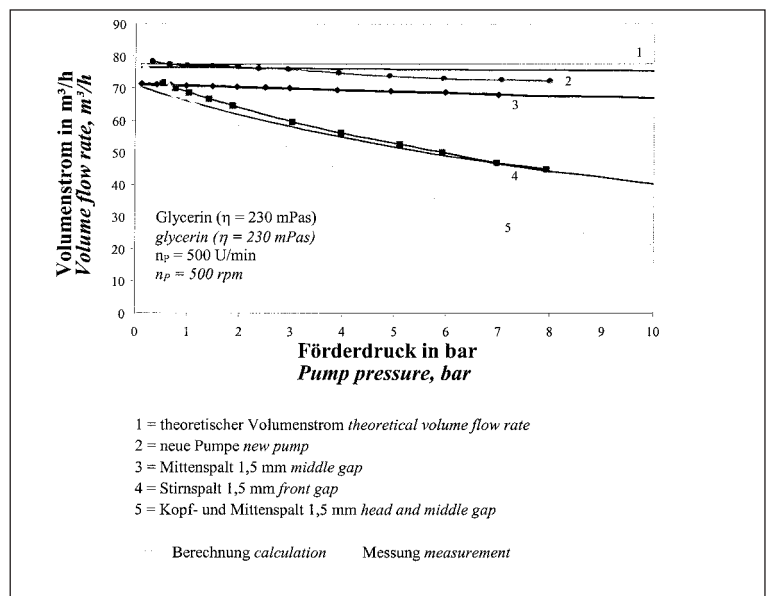 Volumenstrom in m³/h
Volume flow rate, m³/h
90
80
70
60
50
40
30
20
10
0
1
2
3
4
5
Glycerin (η = 230 mPas)
glycerin (η = 230 mPas)
nP = 500 U/min
nP = 500 rpm
0 1 2 3 4 5 6 7 8 9 10
Förderdruck in bar
Pump pressure, bar
1 = theoretischer Volumenstrom theoretical volume flow rate
2 = neue Pumpe new pump
3 = Mittenspalt 1,5 mm middle gap
4 = Stirnspalt 1,5 mm front gap
5 = Kopf- und Mittenspalt 1,5 mm head and middle gap
Berechnung calculation Messung measurement